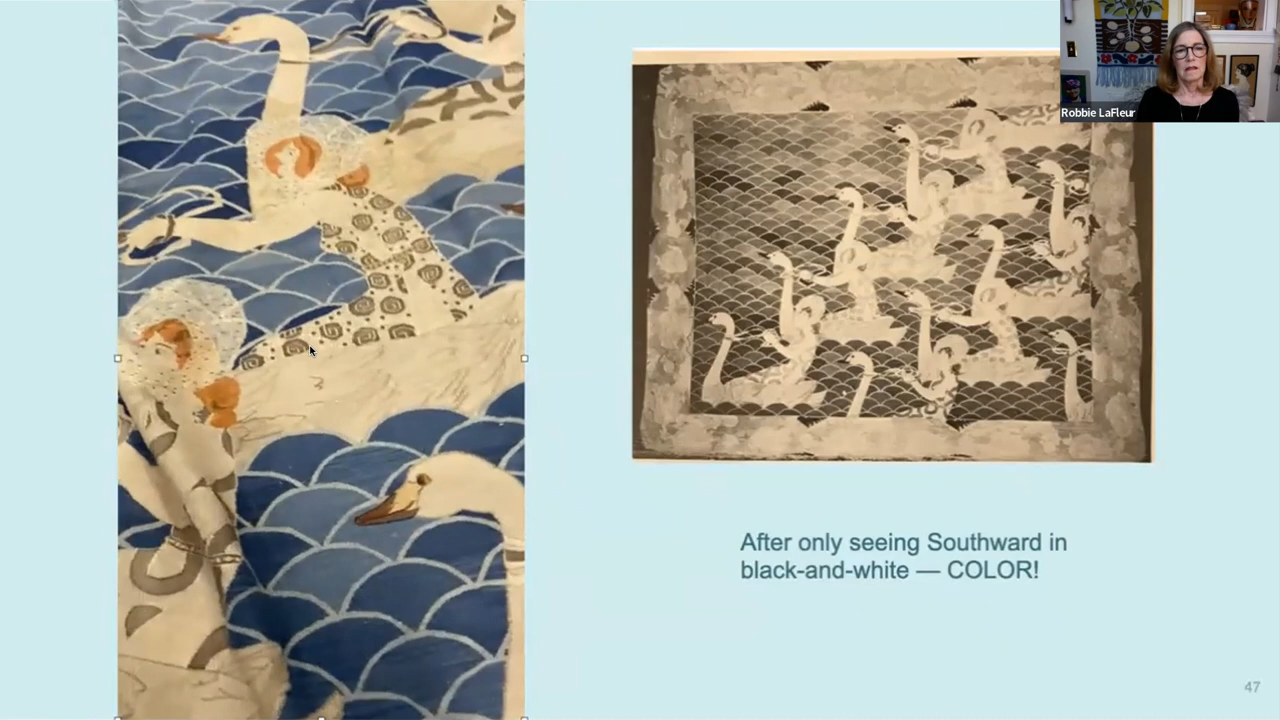 Robbie LaFleur
After only seeing Southward in
black-and-white — COLOR!
47